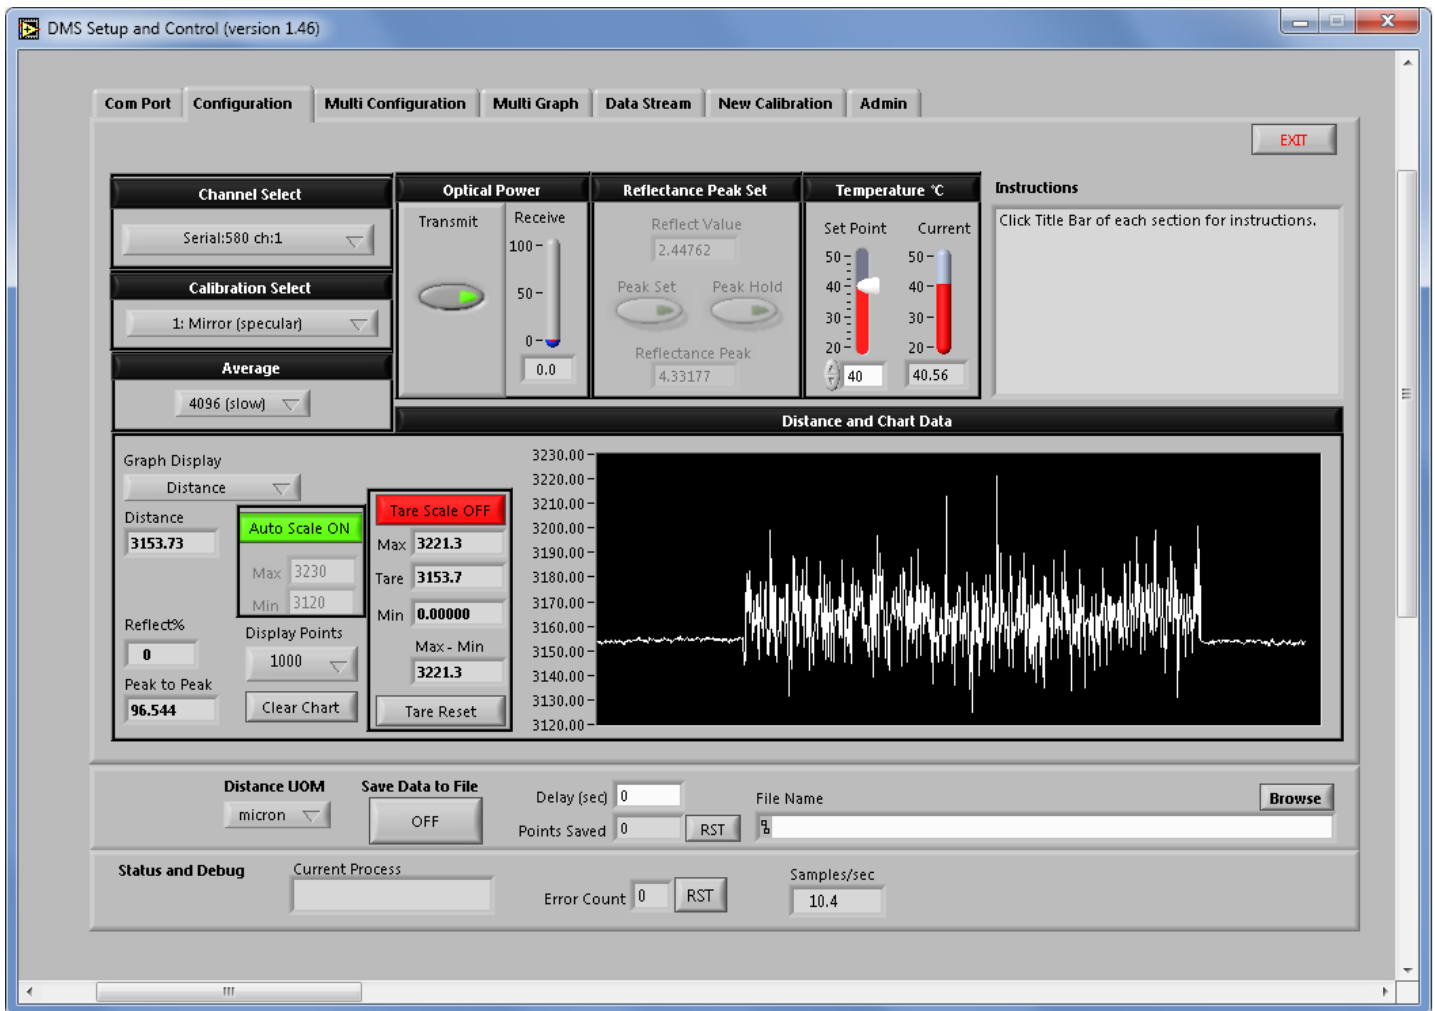 DMS Setup and Control (version 1.46)
Com Port Configuration Multi Configuration Multi Graph Data Stream New Calibration Admin
EXIT
Channel Select
Serial:580 ch:1
Calibration Select
1: Mirror (specular)
Average
4096 (slow)
Optical Power
Transmit
Receive
100
50
0
0.0
Reflectance Peak Set
Reflect Value
2.44762
Peak Set Peak Hold
Reflectance Peak
4.33177
Temperature °C
Set Point Current
50 50
40 40
30 30
20 20
40 40.56
Instructions
Click Title Bar of each section for instructions.
Distance and Chart Data
Graph Display
Distance
Distance
3153.73
Auto Scale ON
Max 3230
Min 3120
Reflect%
0
Peak to Peak
96.544
Display Points
1000
Clear Chart
Tare Scale OFF
Max 3221.3
Tare 3153.7
Min 0.00000
Max - Min
3221.3
Tare Reset
3230.00
3220.00
3210.00
3200.00
3190.00
3180.00
3170.00
3160.00
3150.00
3140.00
3130.00
3120.00
Distance UOM
micron
Save Data to File
OFF
Delay (sec) 0
Points Saved 0 RST
File Name
Browse
Status and Debug
Current Process
Error Count 0 RST
Samples/sec
10.4